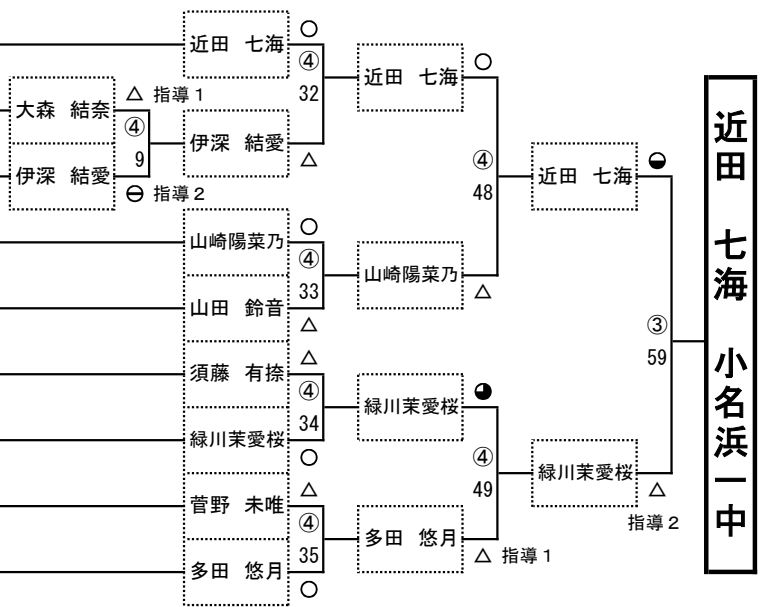 近田 七海 ○
④
32
近田 七海 ○
大森 結奈 △ 指導1
④
9
伊深 結愛 △
伊深 結愛 ⊖ 指導2
④
48
近田 七海 ◒
山崎陽菜乃 ○
④
33
山崎陽菜乃 △
山田 鈴音 △
③
59
須藤 有捺 △
④
34
緑川茉愛桜 ◕
緑川茉愛桜 ○
④
49
緑川茉愛桜 △
指導2
菅野 未唯 △
④
35
多田 悠月 △ 指導1
多田 悠月 ○
近田 七海 小名浜一中